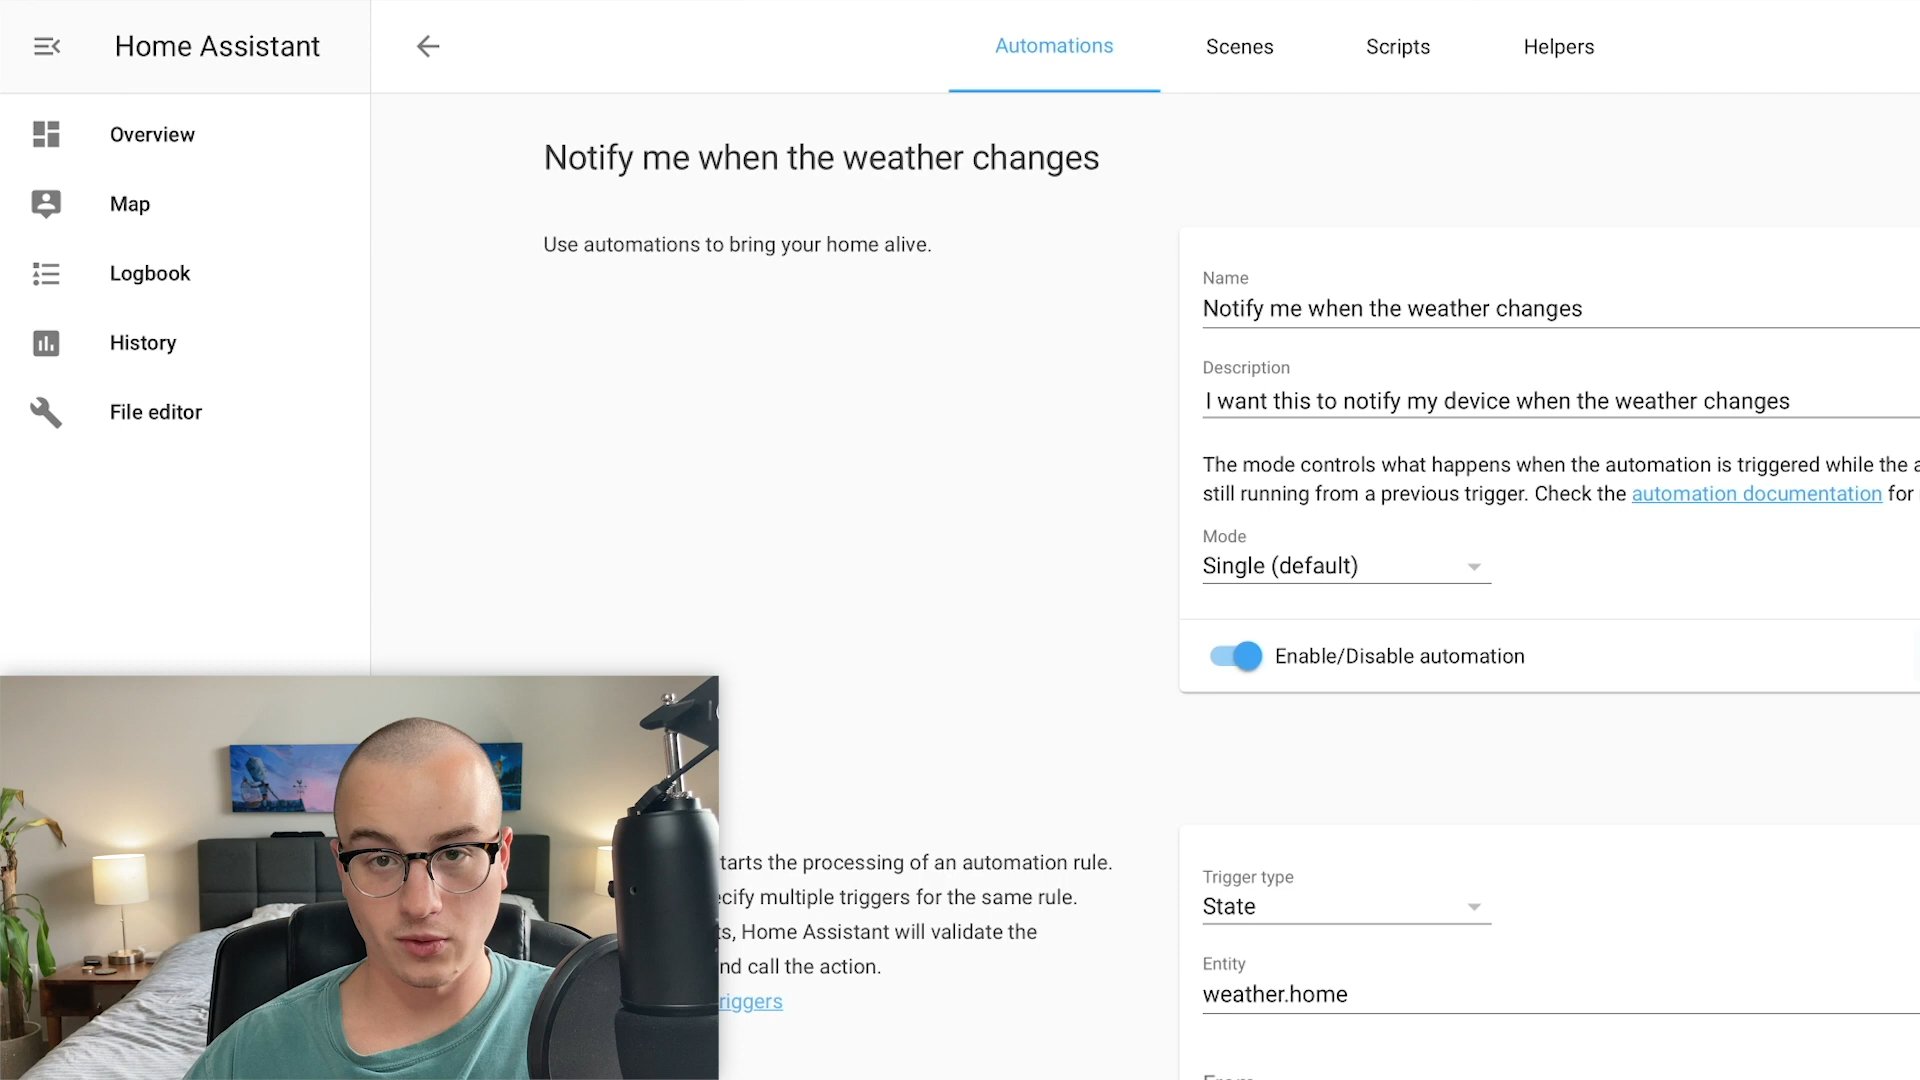 Home Assistant
Automations
Scenes
Scripts
Helpers
Overview
Map
Logbook
History
File editor
Notify me when the weather changes
Use automations to bring your home alive.
Name
Notify me when the weather changes
Description
I want this to notify my device when the weather changes
The mode controls what happens when the automation is triggered while the
still running from a previous trigger. Check the automation documentation for
Mode
Single (default)
Enable/Disable automation
the processing of an automation rule.
multiple triggers for the same rule.
Home Assistant will validate the
call the action.
Trigger type
State
Entity
weather.home